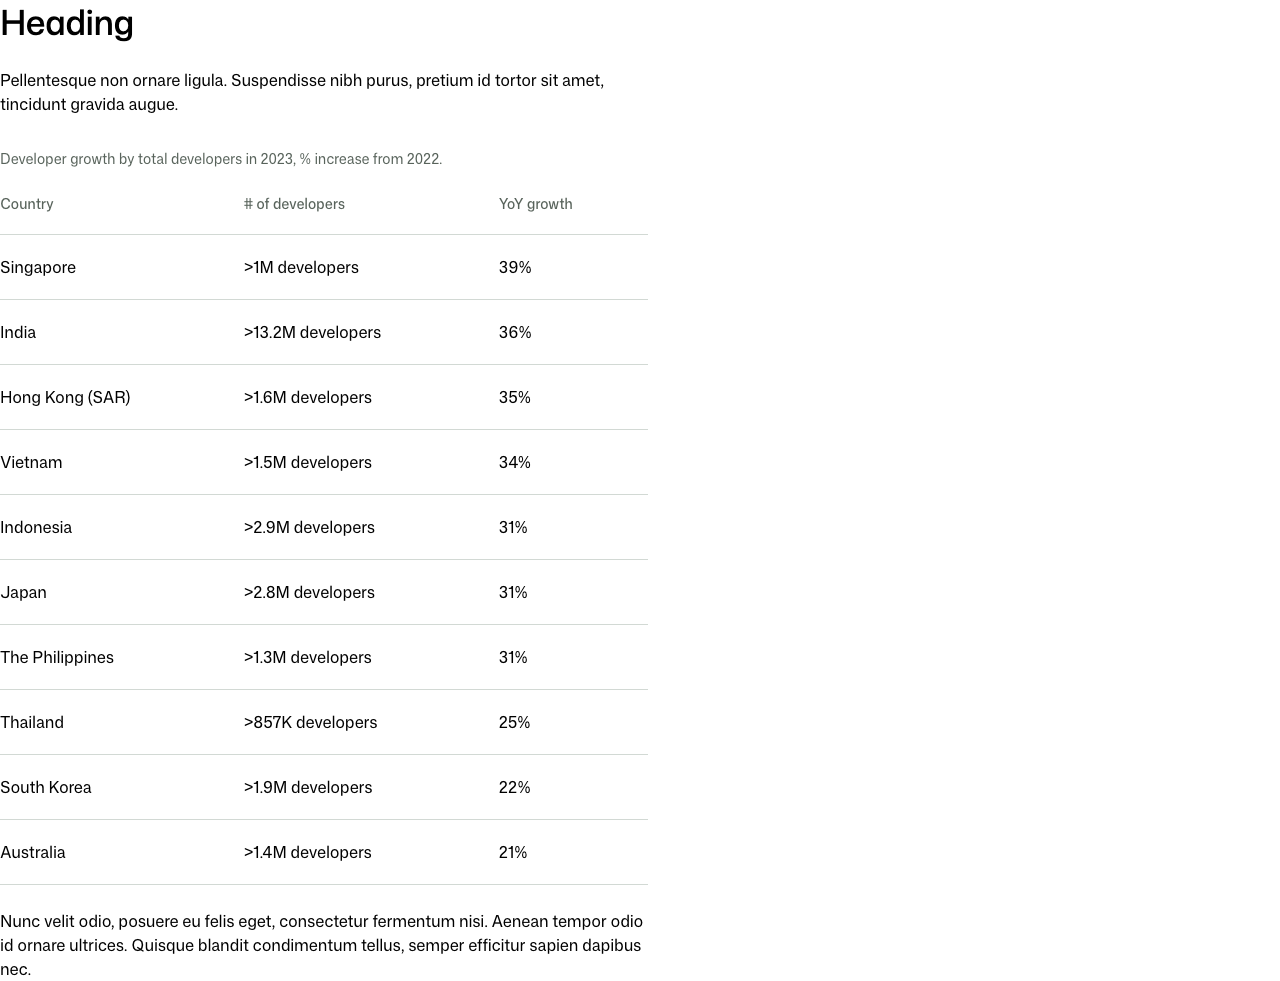 Heading
Pellentesque non ornare ligula. Suspendisse nibh purus, pretium id tortor sit amet,
tincidunt gravida augue.
Developer growth by total developers in 2023, % increase from 2022.
Country # of developers YoY growth
Singapore >1M developers 39%
India >13.2M developers 36%
Hong Kong (SAR) >1.6M developers 35%
Vietnam >1.5M developers 34%
Indonesia >2.9M developers 31%
Japan >2.8M developers 31%
The Philippines >1.3M developers 31%
Thailand >857K developers 25%
South Korea >1.9M developers 22%
Australia >1.4M developers 21%
Nunc velit odio, posuere eu felis eget, consectetur fermentum nisi. Aenean tempor odio
id ornare ultrices. Quisque blandit condimentum tellus, semper efficitur sapien dapibus
nec.